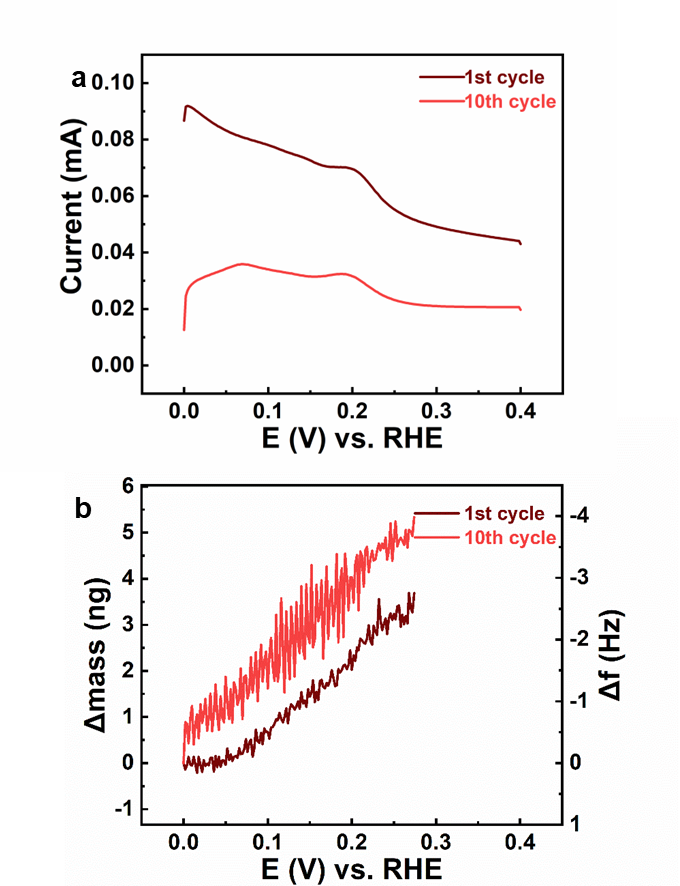 a
1st cycle
10th cycle
0.10
0.08
0.06
0.04
0.02
0.00
Current (mA)
0.0 0.1 0.2 0.3 0.4
E (V) vs. RHE
b
1st cycle
10th cycle
6
5
4
3
2
1
0
-1
Δmass (ng)
-4
-3
-2
-1
0
1
Δf (Hz)
0.0 0.1 0.2 0.3 0.4
E (V) vs. RHE